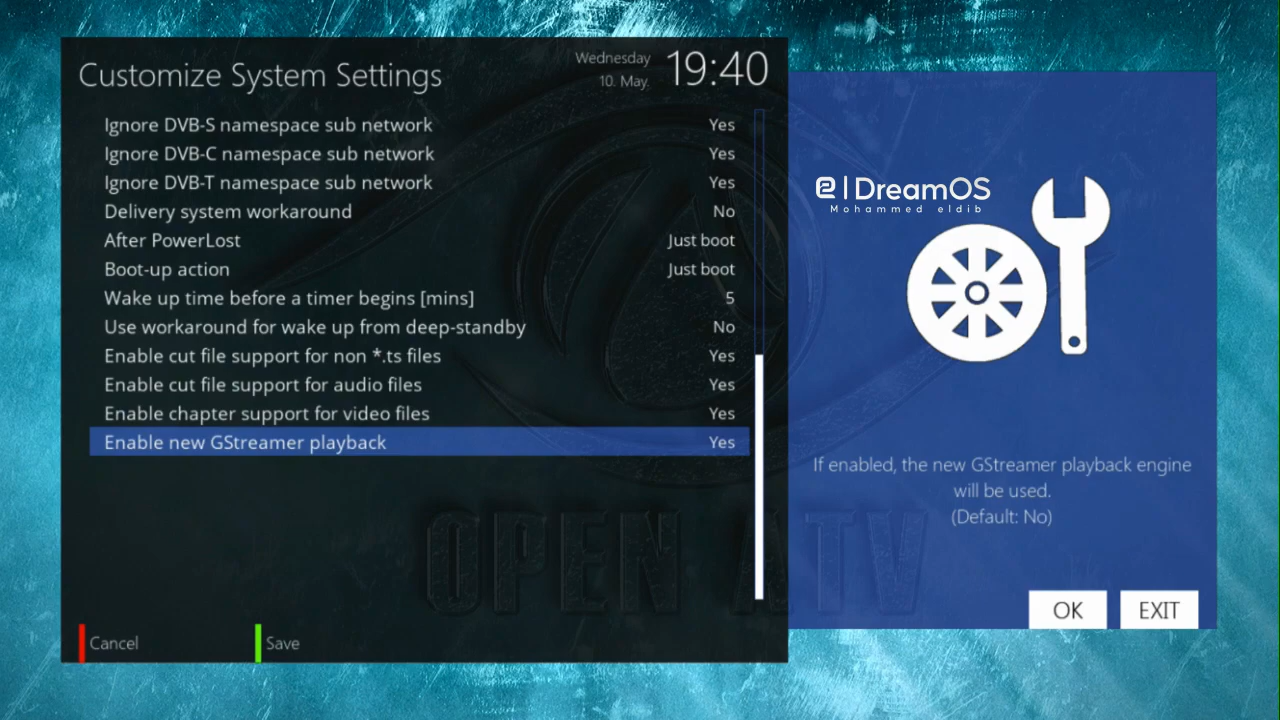 Customize System Settings
Wednesday
10. May.
19:40
Ignore DVB-S namespace sub network Yes
Ignore DVB-C namespace sub network Yes
Ignore DVB-T namespace sub network Yes
Delivery system workaround No
After PowerLost Just boot
Boot-up action Just boot
Wake up time before a timer begins [mins] 5
Use workaround for wake up from deep-standby No
Enable cut file support for non *.ts files Yes
Enable cut file support for audio files Yes
Enable chapter support for video files Yes
Enable new GStreamer playback Yes
OPEN ATV
Cancel Save
DreamOS
Mohammed eldib
If enabled, the new GStreamer playback engine
will be used.
(Default: No)
OK EXIT